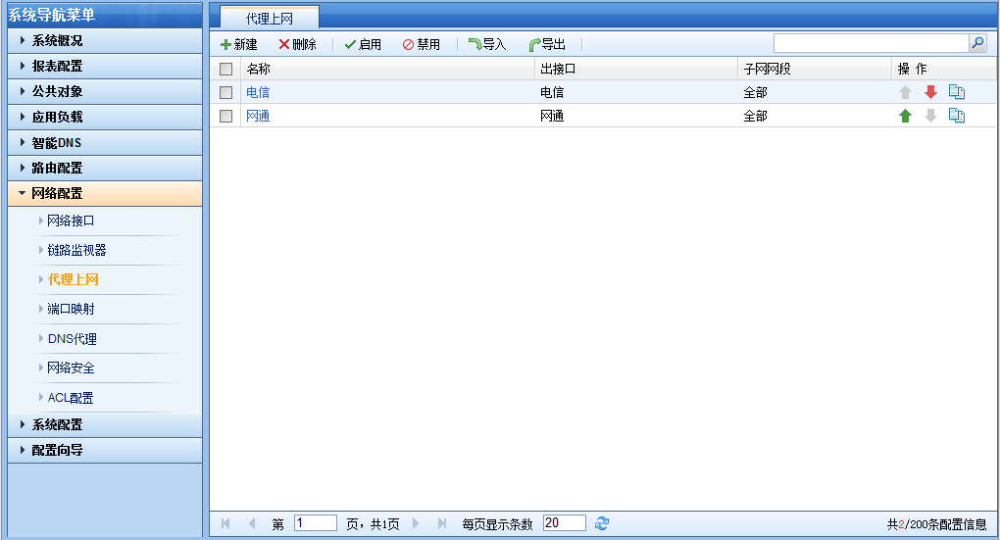 系统导航菜单
系统概况
报表配置
公共对象
应用负载
智能DNS
路由配置
网络配置
网络接口
链路监视器
代理上网
端口映射
DNS代理
网络安全
ACL配置
系统配置
配置向导
代理上网
新建 删除 启用 禁用 导入 导出
名称 出接口 子网网段 操 作
电信 电信 全部
网通 网通 全部
第 1 页，共1页 每页显示条数 20 共2/200条配置信息